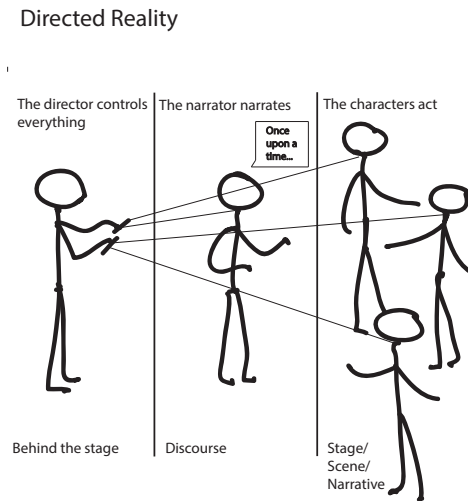 Directed Reality
The director controls
everything
The narrator narrates
The characters act
Once
upon a
time...
Behind the stage
Discourse
Stage/
Scene/
Narrative